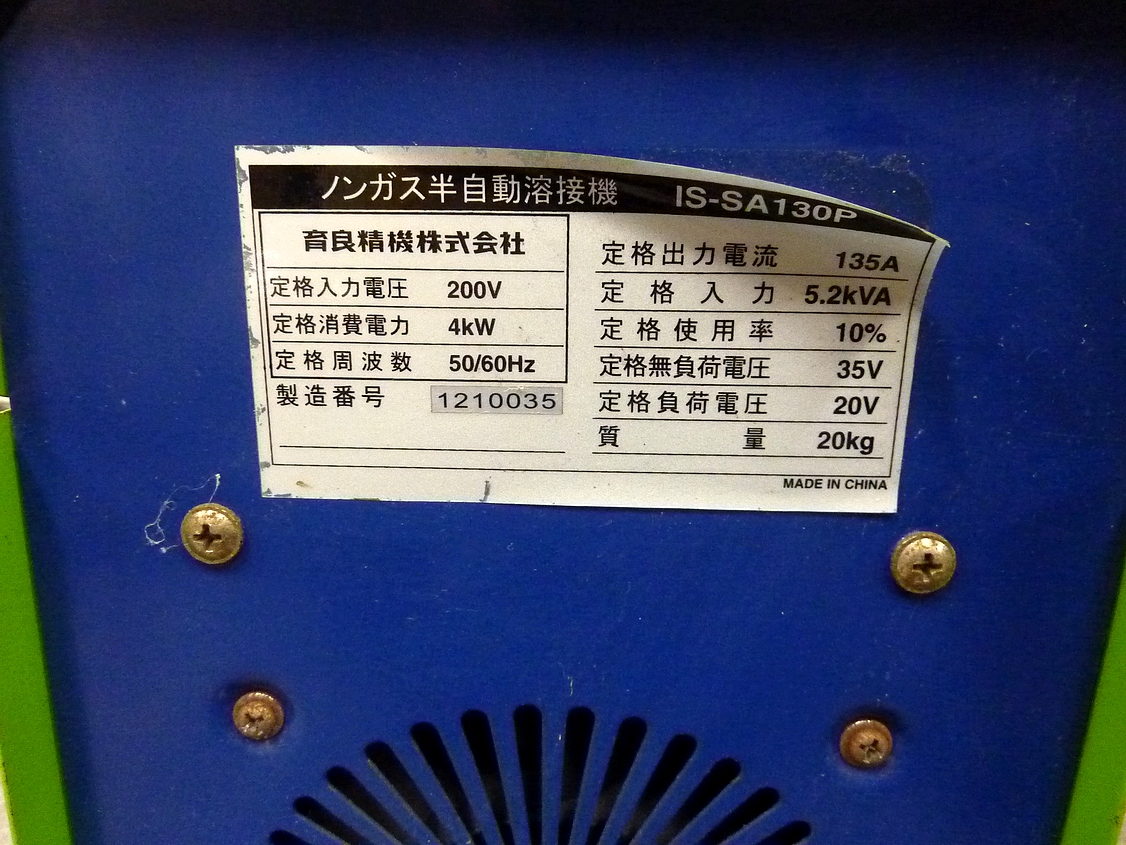 ノンガス半自動溶接機 IS-SA130P
育良精機株式会社
定格入力電圧 200V
定格消費電力 4kW
定格周波数 50/60Hz
製造番号 1210035
定格出力電流 135A
定格入力 5.2kVA
定格使用率 10%
定格無負荷電圧 35V
定格負荷電圧 20V
質量 20kg
MADE IN CHINA